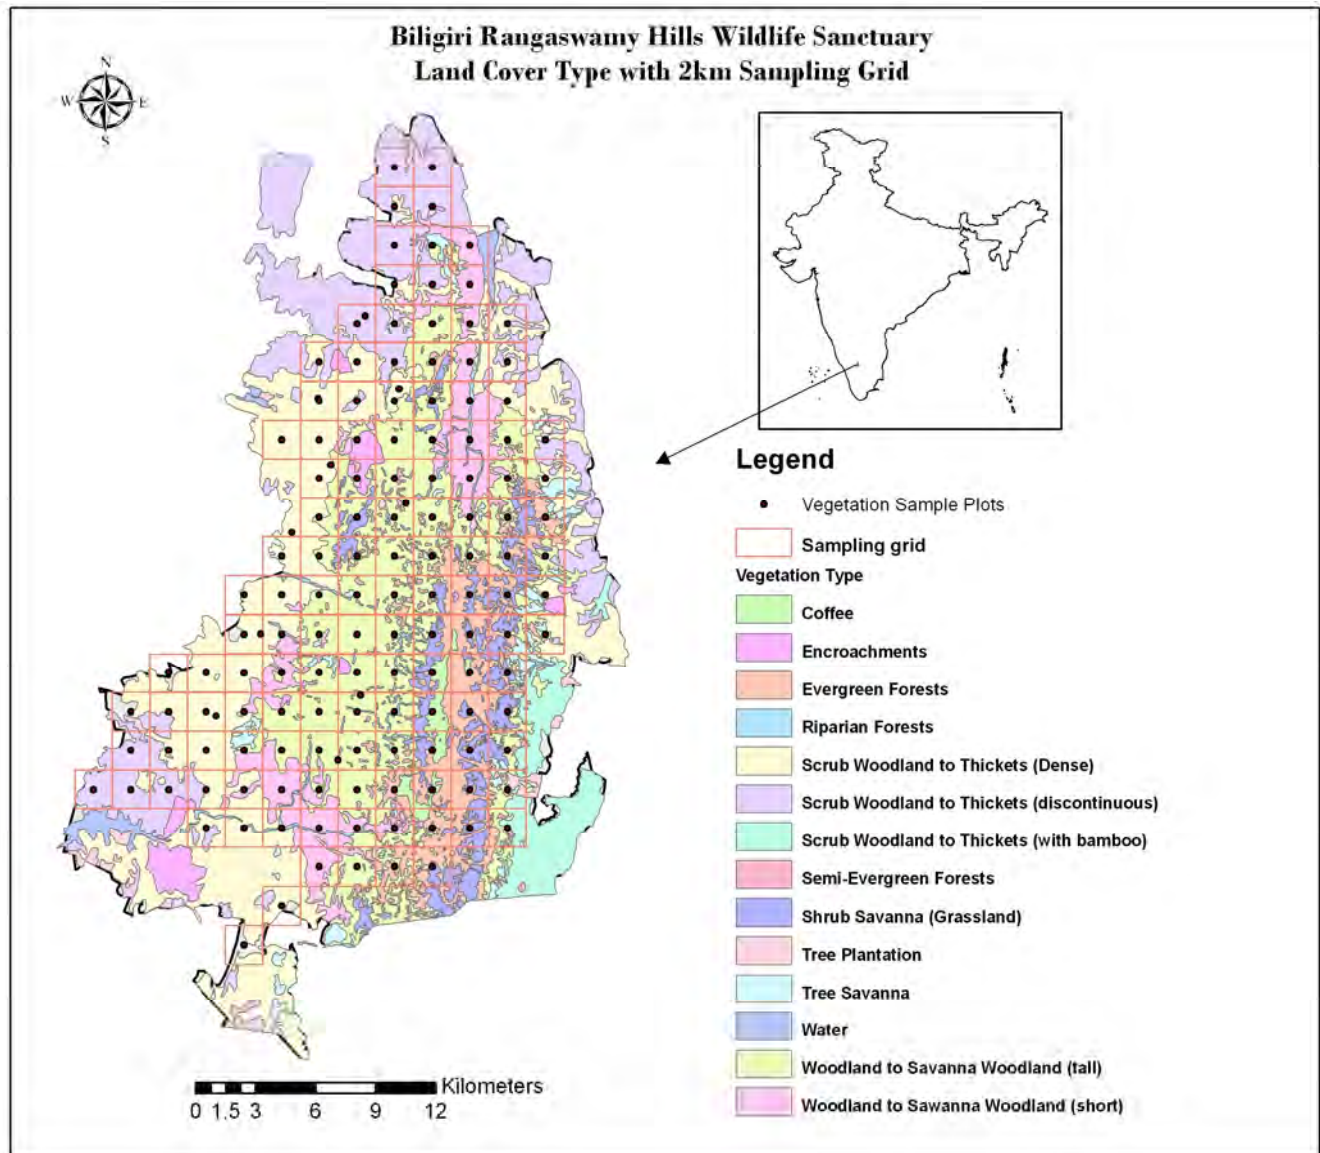 Biligiri Rangaswamy Hills Wildlife Sanctuary
Land Cover Type with 2km Sampling Grid
N
W E
S
Legend
Vegetation Sample Plots
Sampling grid
Vegetation Type
Coffee
Encroachments
Evergreen Forests
Riparian Forests
Scrub Woodland to Thickets (Dense)
Scrub Woodland to Thickets (discontinuous)
Scrub Woodland to Thickets (with bamboo)
Semi-Evergreen Forests
Shrub Savanna (Grassland)
Tree Plantation
Tree Savanna
Water
Woodland to Savanna Woodland (tall)
Woodland to Sawanna Woodland (short)
Kilometers
0 1.5 3 6 9 12